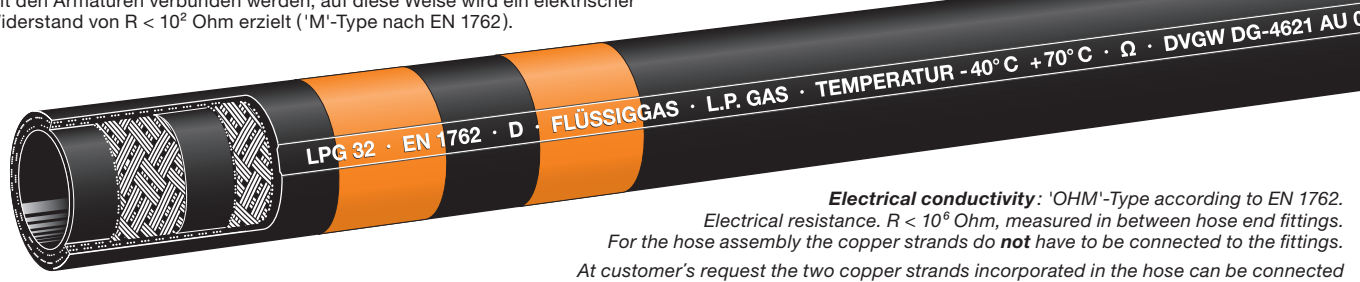 mit den Armaturen verbunden werden, auf diese Weise wird ein elektrischer
Widerstand von R < 10² Ohm erzielt ('M'-Type nach EN 1762).
LPG 32 · EN 1762 · D · FLÜSSIGGAS · L.P. GAS · TEMPERATUR -40°C +70°C · Ω · DVGW DG-4621 AU
Electrical conductivity: 'OHM'-Type according to EN 1762.
Electrical resistance. R < 10⁶ Ohm, measured in between hose end fittings.
For the hose assembly the copper strands do not have to be connected to the fittings.
At customer's request the two copper strands incorporated in the hose can be connected